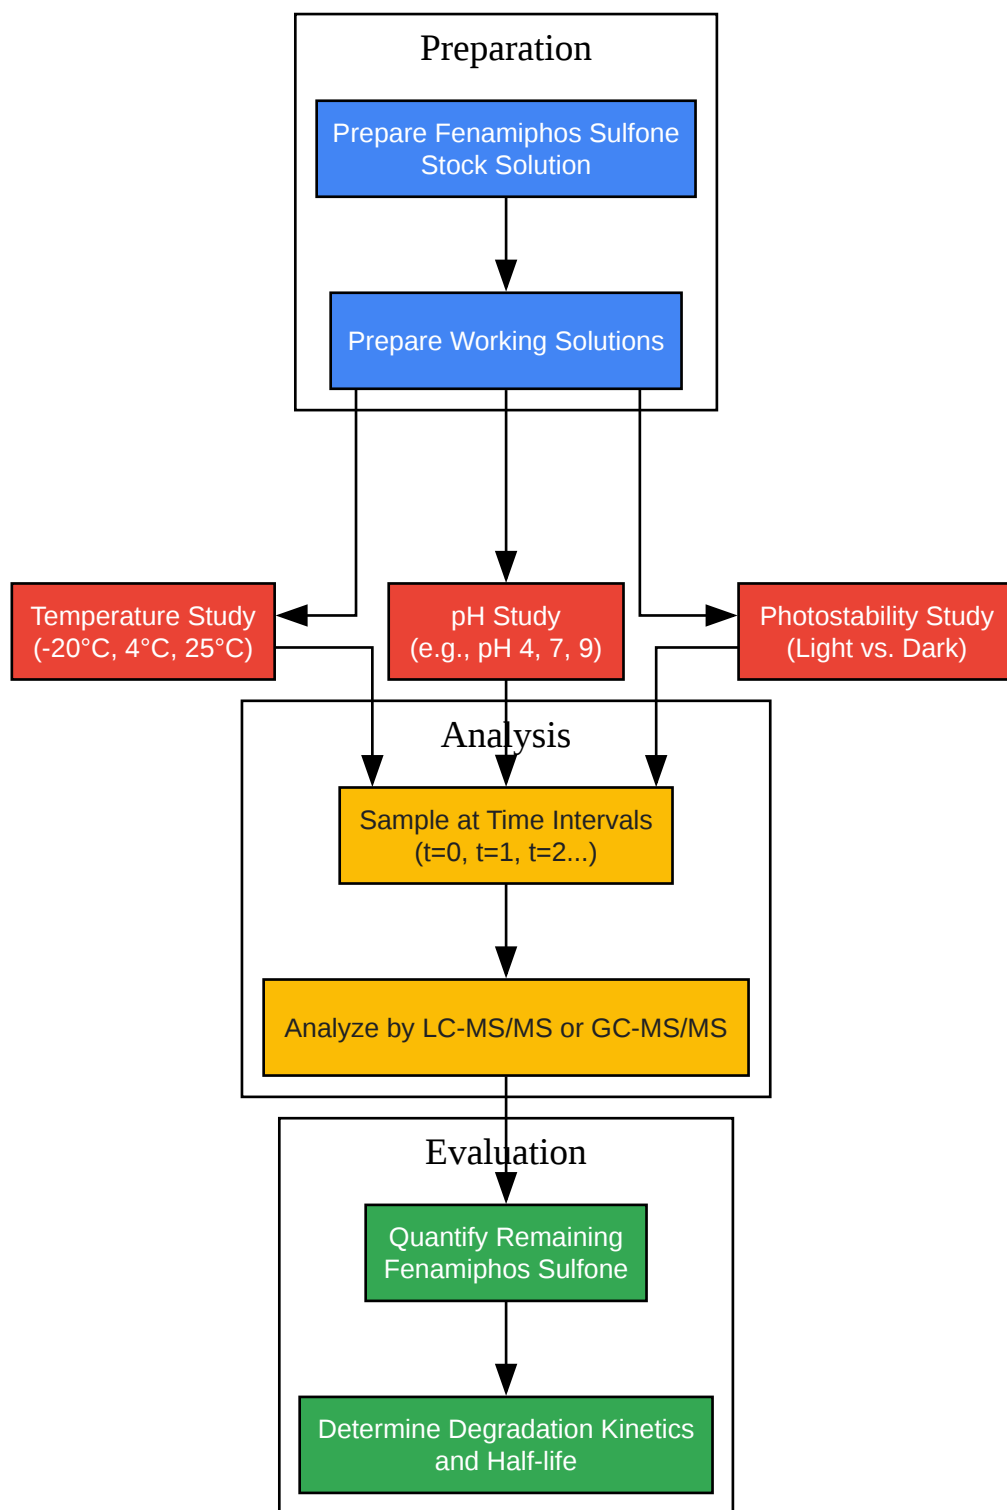 Preparation
Prepare Fenamiphos Sulfone
Stock Solution
Prepare Working Solutions
Temperature Study
(-20°C, 4°C, 25°C)
pH Study
(e.g., pH 4, 7, 9)
Photostability Study
(Light vs. Dark)
Analysis
Sample at Time Intervals
(t=0, t=1, t=2...)
Analyze by LC-MS/MS or GC-MS/MS
Evaluation
Quantify Remaining
Fenamiphos Sulfone
Determine Degradation Kinetics
and Half-life